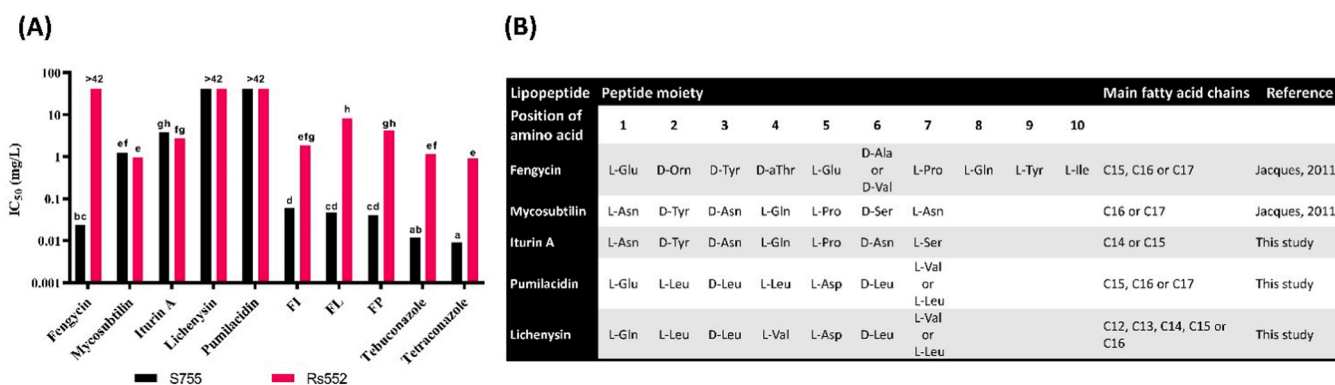 (A)
IC50 (mg/L)
100
10
1
0.1
0.01
0.001
>42
>42
>42
bc
ef
e
gh
fg
d
efg
cd
h
cd
gh
ab
ef
a
e
Fengycin
Mycosubtilin
Iturin A
Lichenysin
Pumilacidin
FI
FL
FP
Tebuconazole
Tetraconazole
S755 Rs552
(B)
Lipopeptide Peptide moiety Main fatty acid chains Reference
Position of
amino acid 1 2 3 4 5 6 7 8 9 10
Fengycin L-Glu D-Orn D-Tyr D-aThr L-Glu D-Ala or D-Val L-Pro L-Gln L-Tyr L-Ile C15, C16 or C17 Jacques, 2011
Mycosubtilin L-Asn D-Tyr D-Asn L-Gln L-Pro D-Ser L-Asn C16 or C17 Jacques, 2011
Iturin A L-Asn D-Tyr D-Asn L-Gln L-Pro D-Asn L-Ser C14 or C15 This study
Pumilacidin L-Glu L-Leu D-Leu L-Leu L-Asp D-Leu L-Val or L-Leu C15, C16 or C17 This study
Lichenysin L-Gln L-Leu D-Leu L-Val L-Asp D-Leu L-Val or L-Leu C12, C13, C14, C15 or C16 This study